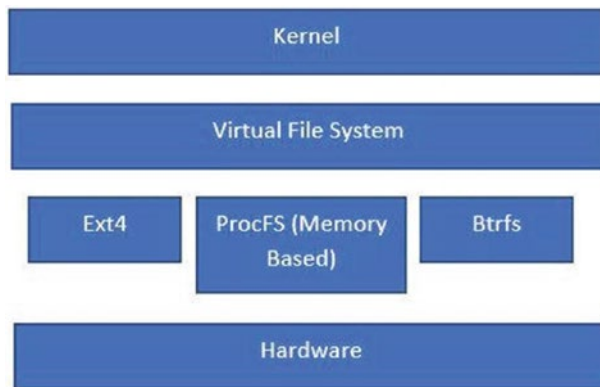 Kernel
Virtual File System
Ext4
ProcFS (Memory
Based)
Btrfs
Hardware